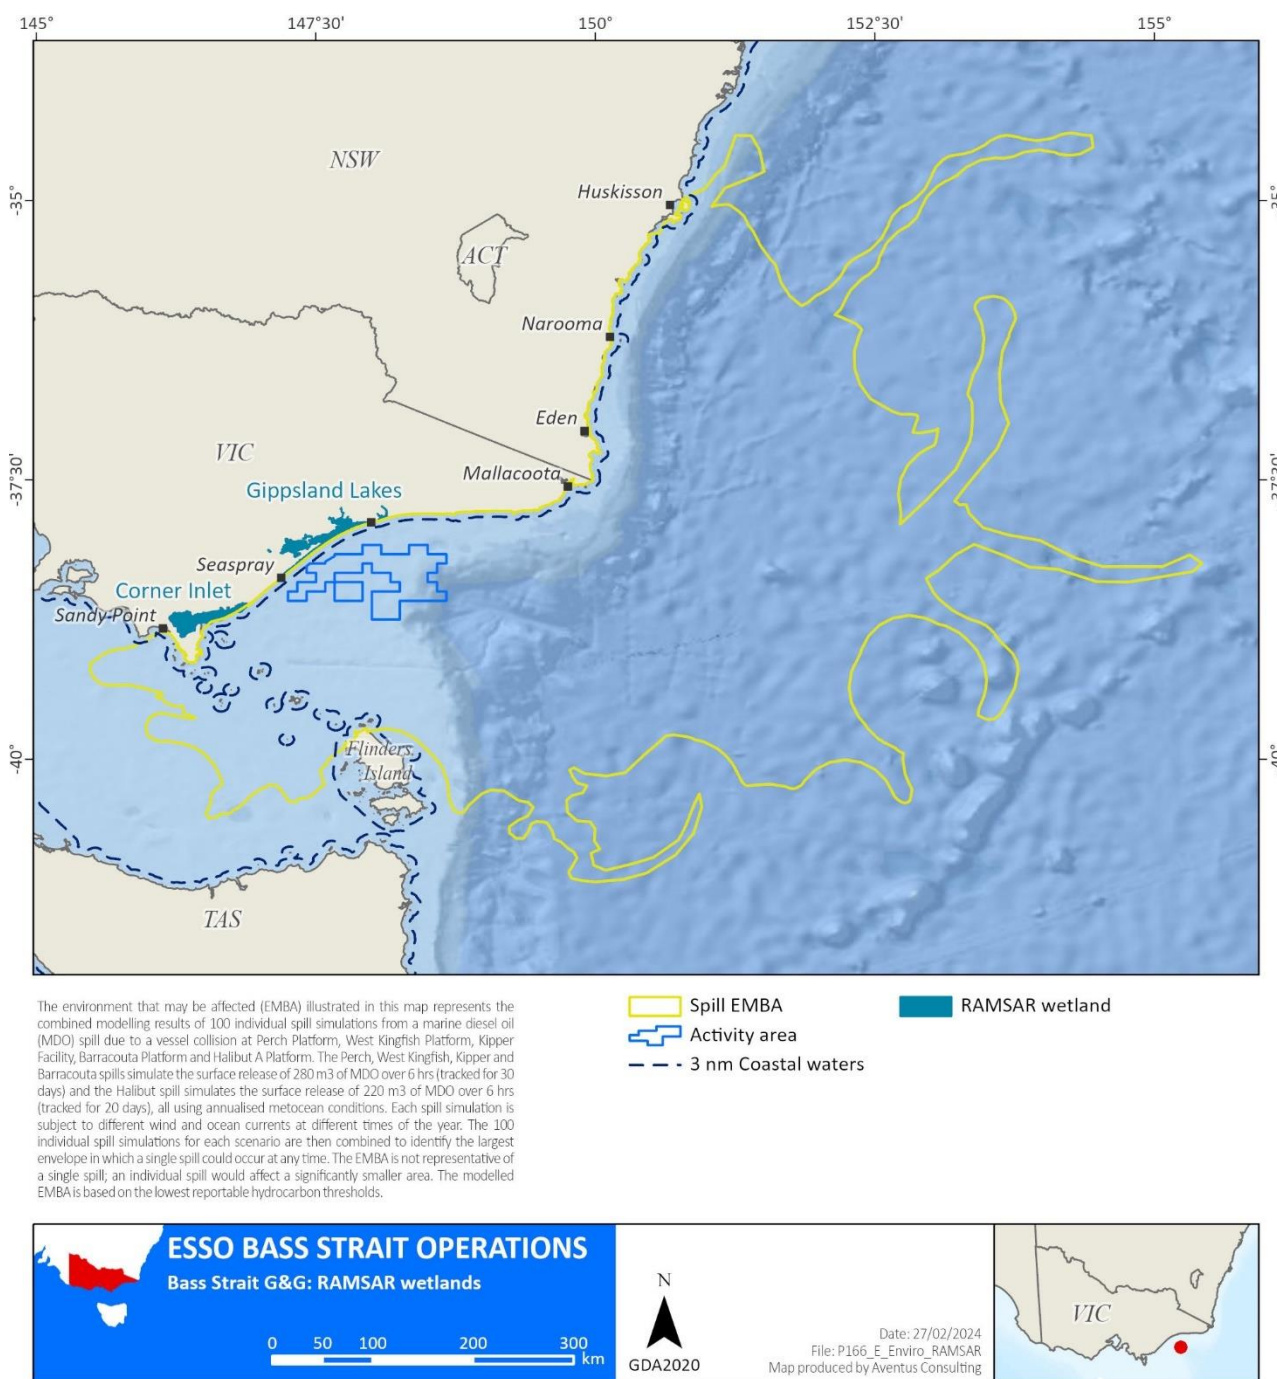 145°
147°30'
150°
152°30'
155°
-35°
-37°30'
-40°
35°
37°30'
40°
NSW
Huskisson
ACT
Narooma
Eden
VIC
Mallacoota
Gippsland Lakes
Seaspray
Corner Inlet
Sandy Point
Flinders
Island
TAS
The environment that may be affected (EMBA) illustrated in this map represents the
combined modelling results of 100 individual spill simulations from a marine diesel oil
(MDO) spill due to a vessel collision at Perch Platform, West Kingfish Platform, Kipper
Facility, Barracouta Platform and Halibut A Platform. The Perch, West Kingfish, Kipper and
Barracouta spills simulate the surface release of 280 m3 of MDO over 6 hrs (tracked for 30
days) and the Halibut spill simulates the surface release of 220 m3 of MDO over 6 hrs
(tracked for 20 days), all using annualised metocean conditions. Each spill simulation is
subject to different wind and ocean currents at different times of the year. The 100
individual spill simulations for each scenario are then combined to identify the largest
envelope in which a single spill could occur at any time. The EMBA is not representative of
a single spill; an individual spill would affect a significantly smaller area. The modelled
EMBA is based on the lowest reportable hydrocarbon thresholds.
Spill EMBA
RAMSAR wetland
Activity area
3 nm Coastal waters
ESSO BASS STRAIT OPERATIONS
Bass Strait G&G: RAMSAR wetlands
0 50 100 200 300
km
N
GDA2020
Date: 27/02/2024
File: P166_E_Enviro_RAMSAR
Map produced by Aventus Consulting
VIC